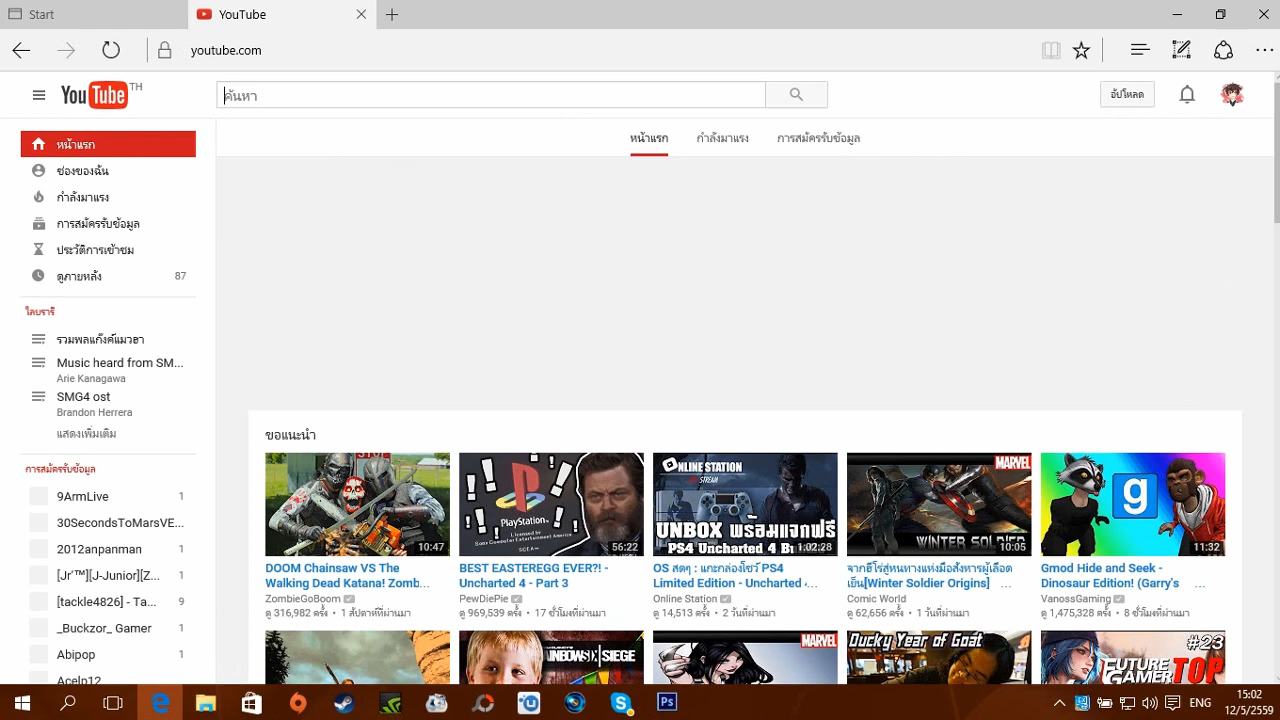 Start
YouTube
youtube.com
YouTube TH
ค้นหา
อัปโหลด
หน้าแรก
กำลังมาแรง
การสมัครรับข้อมูล
หน้าแรก
ช่องของฉัน
กำลังมาแรง
การสมัครรับข้อมูล
ประวัติการเข้าชม
ดูภายหลัง 87
ไลบรารี
รวมพลแก๊งค์แมวฮา
Music heard from SM...
Arie Kanagawa
SMG4 ost
Brandon Herrera
แสดงเพิ่มเติม
การสมัครรับข้อมูล
9ArmLive 1
30SecondsToMarsVE...
2012anpanman 1
[Jr'™][J-Junior][Z... 1
[tackle4826] - Ta... 9
_Buckzor_ Gamer 1
Abipop 1
Acelp12
ขอแนะนำ
10:47
DOOM Chainsaw VS The
Walking Dead Katana! Zomb...
ZombieGoBoom
ดู 316,982 ครั้ง • 1 สัปดาห์ที่ผ่านมา
PlayStation
56:22
BEST EASTEREGG EVER?! -
Uncharted 4 - Part 3
PewDiePie
ดู 969,539 ครั้ง • 17 ชั่วโมงที่ผ่านมา
ONLINE STATION
UNBOX พร้อมแจกฟรี
PS4 Uncharted 4 B
1:02:28
OS สดๆ : แกะกล่องโชว์ PS4
Limited Edition - Uncharted 4...
Online Station
ดู 14,513 ครั้ง • 2 วันที่ผ่านมา
MARVEL
WINTER SOLDIER
10:05
จากฮีโร่สู่หนทางแห่งมือสังหารผู้เลือด
เย็น[Winter Soldier Origins] ...
Comic World
ดู 62,656 ครั้ง • 1 วันที่ผ่านมา
g
11:32
Gmod Hide and Seek -
Dinosaur Edition! (Garry's ...
VanossGaming
ดู 1,475,328 ครั้ง • 8 ชั่วโมงที่ผ่านมา
SIEGE
MARVEL
Ducky Year of Goat
#23
FUTURE
GAMER TOP
Ps
ENG
15:02
12/5/2559